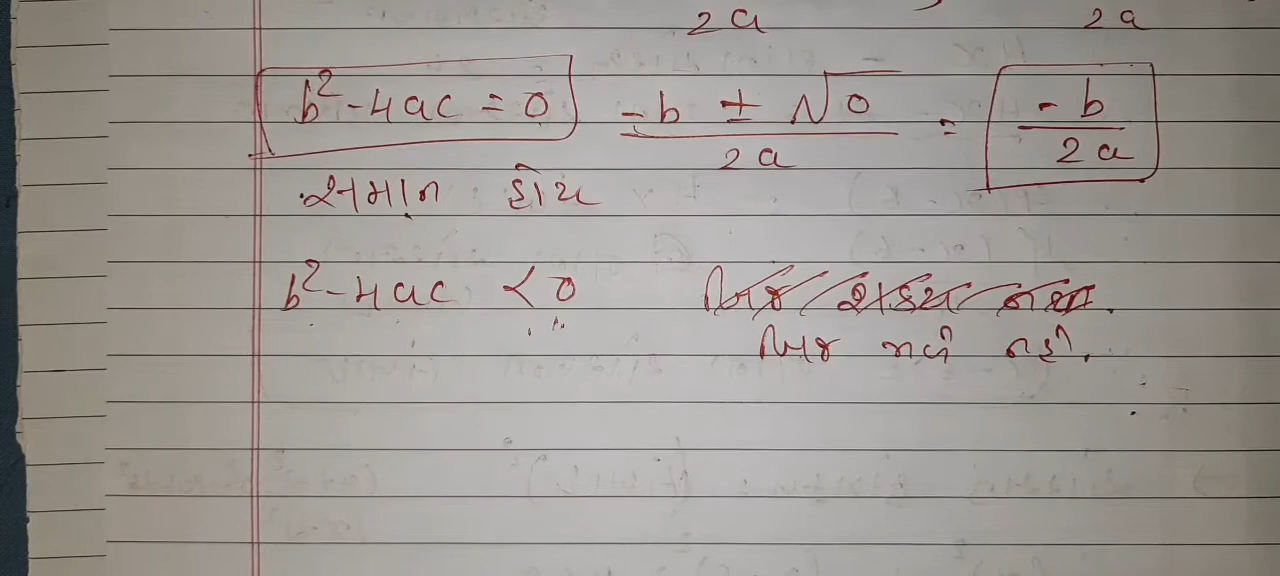 2a 2a
b² - 4ac = 0 -b ± √0 / 2a = -b / 2a
સમાન હોય
b² - 4ac < 0
બીજ મળે નહીં.